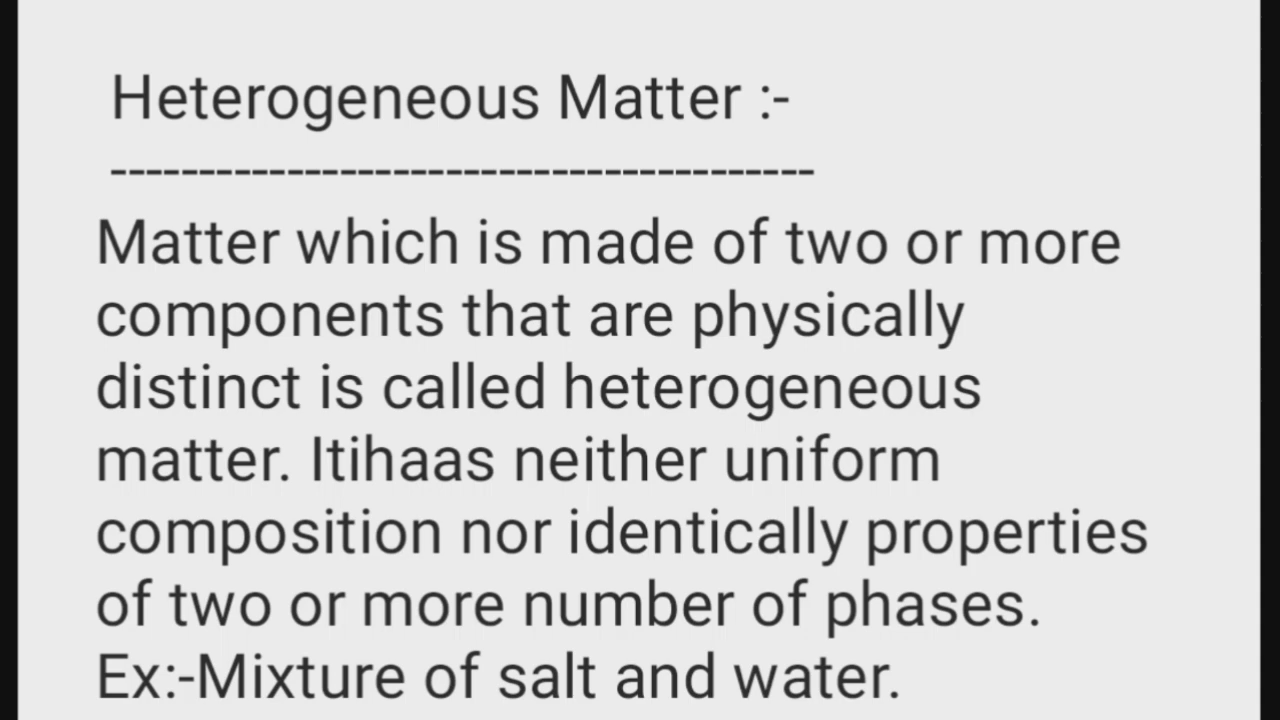 Heterogeneous Matter :-
----------------------------------------
Matter which is made of two or more
components that are physically
distinct is called heterogeneous
matter. Itihaas neither uniform
composition nor identically properties
of two or more number of phases.
Ex:-Mixture of salt and water.